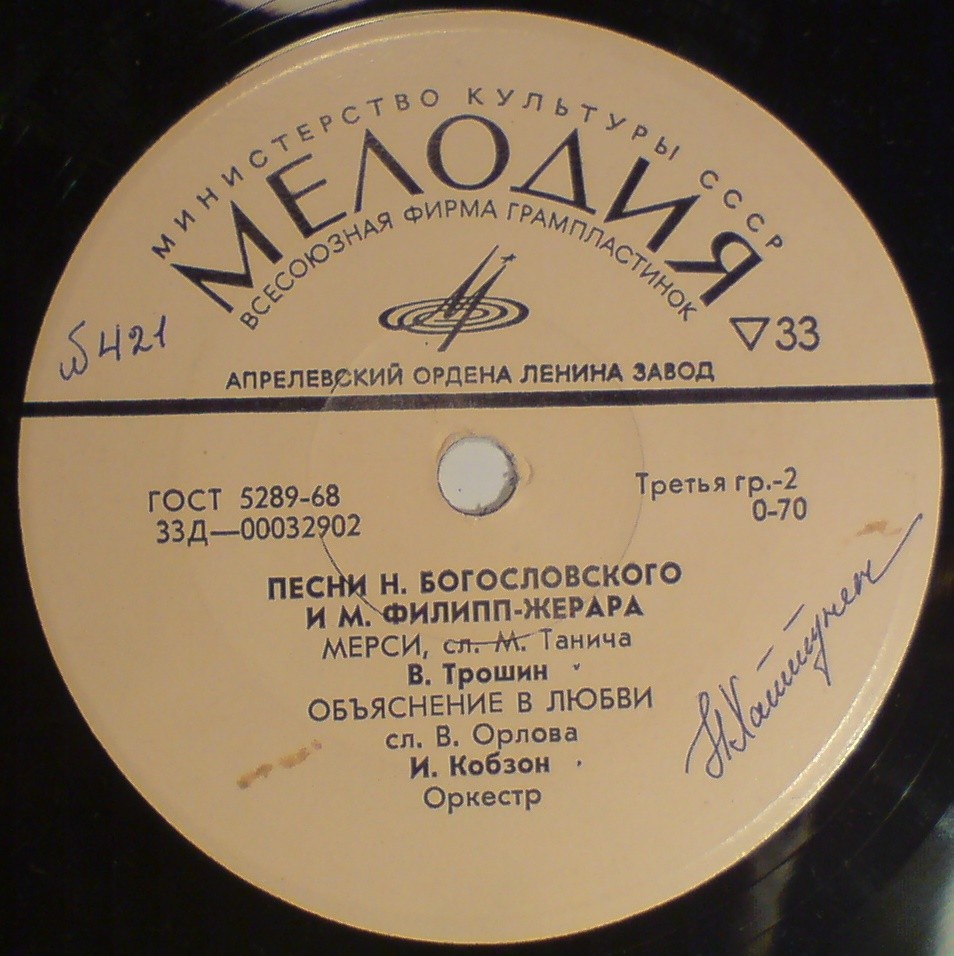 МИНИСТЕРСТВО КУЛЬТУРЫ СССР
МЕЛОДИЯ
ВСЕСОЮЗНАЯ ФИРМА ГРАМПЛАСТИНОК
33
421
АПРЕЛЕВСКИЙ ОРДЕНА ЛЕНИНА ЗАВОД
ГОСТ 5289-68
33Д—00032902
Третья гр.-2
0-70
ПЕСНИ Н. БОГОСЛОВСКОГО
И М. ФИЛИПП-ЖЕРАРА
МЕРСИ, сл. М. Танича
В. Трошин
ОБЪЯСНЕНИЕ В ЛЮБВИ
сл. В. Орлова
И. Кобзон
Оркестр